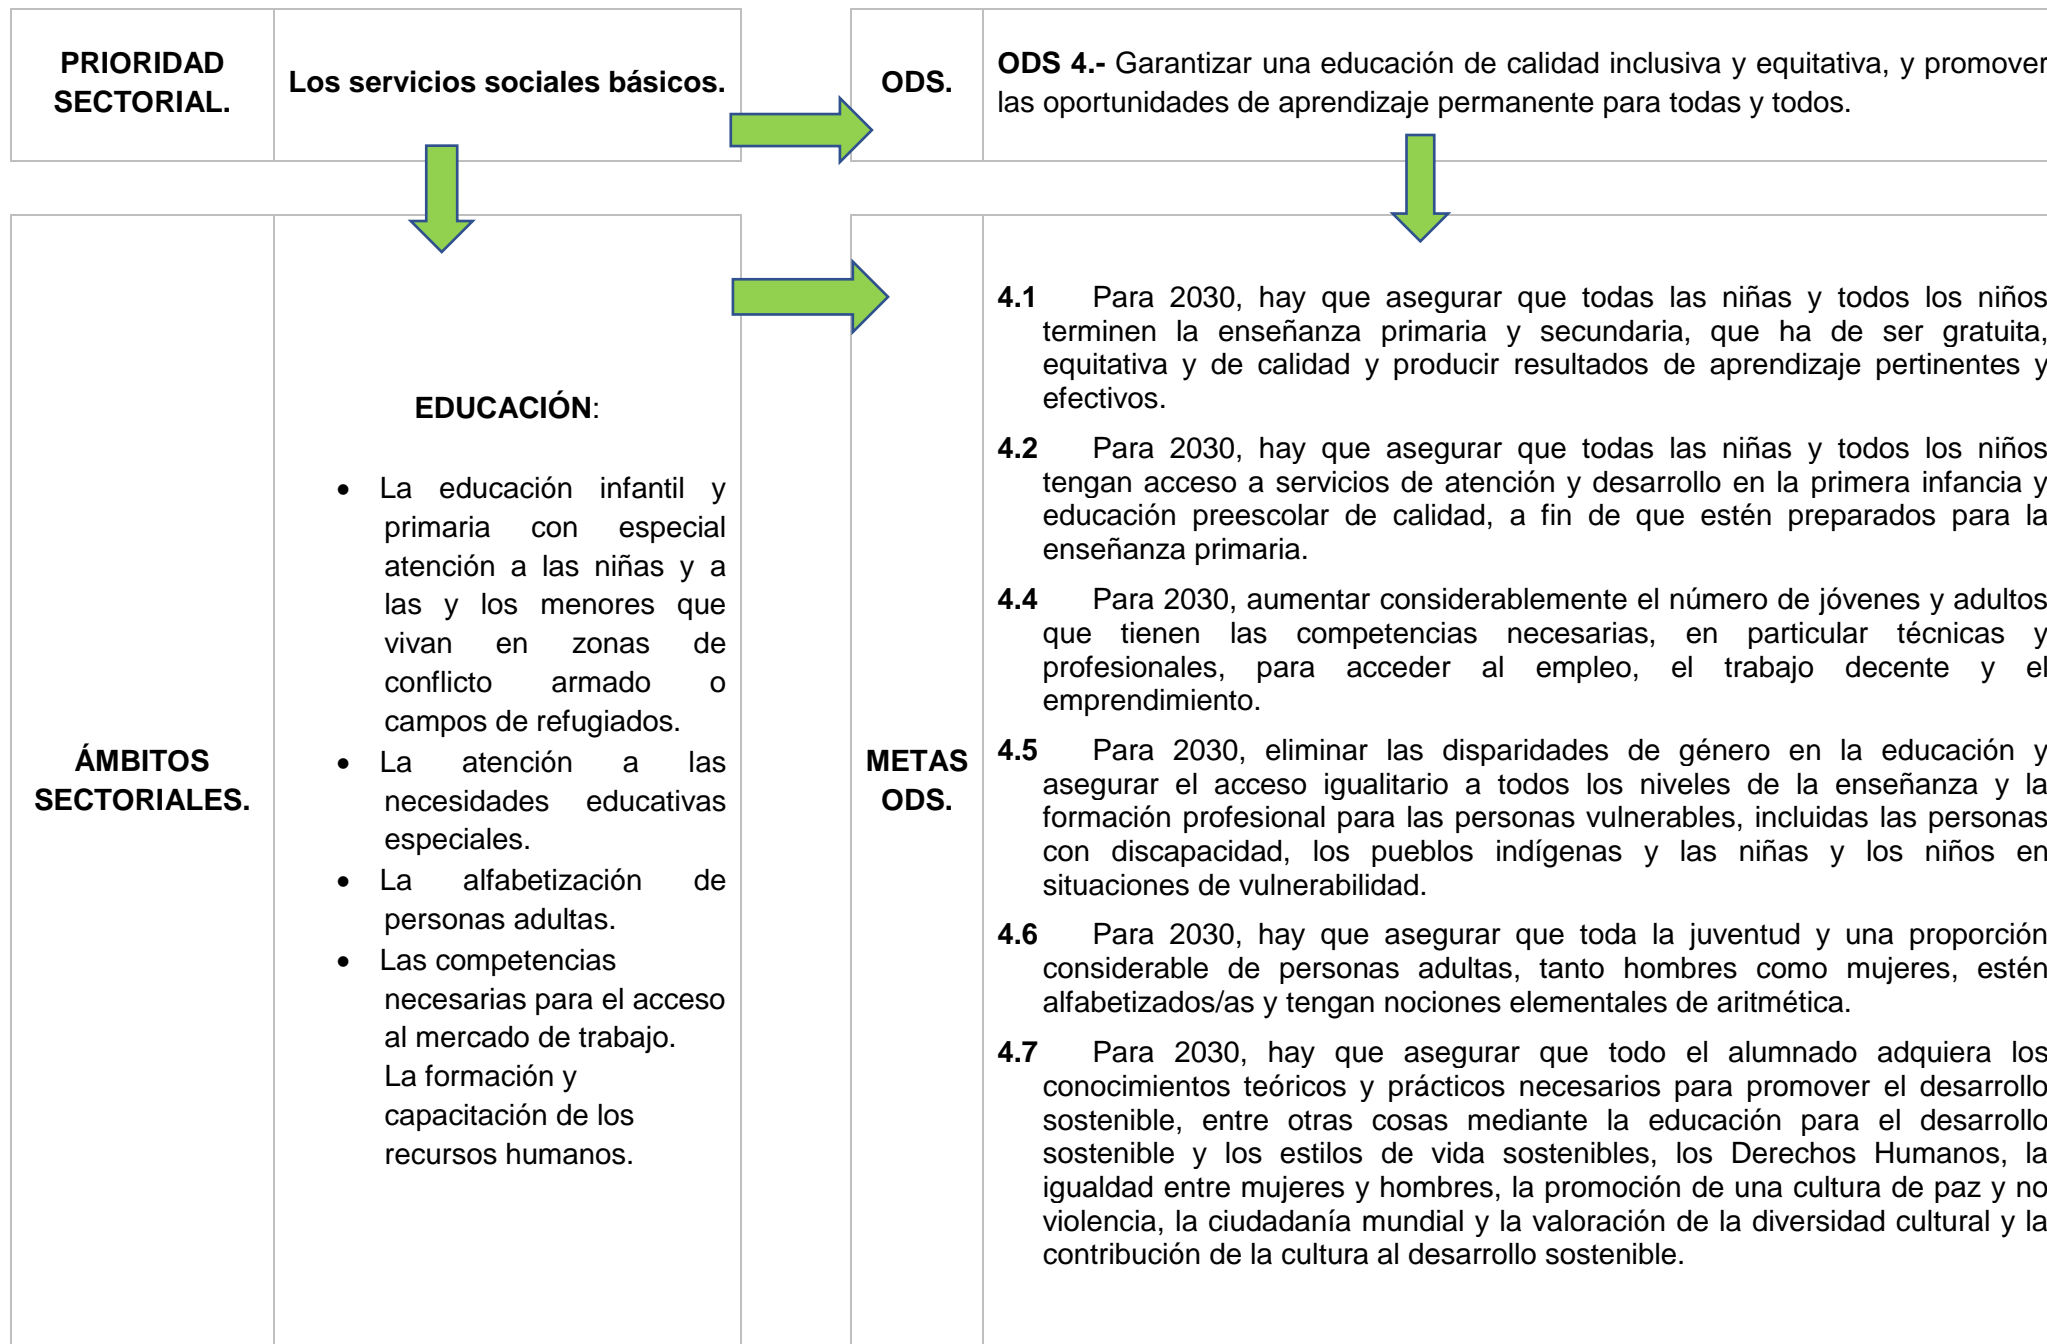 PRIORIDAD
SECTORIAL.
Los servicios sociales básicos.
ODS.
ODS 4.- Garantizar una educación de calidad inclusiva y equitativa, y promover
las oportunidades de aprendizaje permanente para todas y todos.
ÁMBITOS
SECTORIALES.
EDUCACIÓN:
• La educación infantil y
primaria con especial
atención a las niñas y a
las y los menores que
vivan en zonas de
conflicto armado o
campos de refugiados.
• La atención a las
necesidades educativas
especiales.
• La alfabetización de
personas adultas.
• Las competencias
necesarias para el acceso
al mercado de trabajo.
La formación y
capacitación de los
recursos humanos.
METAS
ODS.
4.1 Para 2030, hay que asegurar que todas las niñas y todos los niños
terminen la enseñanza primaria y secundaria, que ha de ser gratuita,
equitativa y de calidad y producir resultados de aprendizaje pertinentes y
efectivos.
4.2 Para 2030, hay que asegurar que todas las niñas y todos los niños
tengan acceso a servicios de atención y desarrollo en la primera infancia y
educación preescolar de calidad, a fin de que estén preparados para la
enseñanza primaria.
4.4 Para 2030, aumentar considerablemente el número de jóvenes y adultos
que tienen las competencias necesarias, en particular técnicas y
profesionales, para acceder al empleo, el trabajo decente y el
emprendimiento.
4.5 Para 2030, eliminar las disparidades de género en la educación y
asegurar el acceso igualitario a todos los niveles de la enseñanza y la
formación profesional para las personas vulnerables, incluidas las personas
con discapacidad, los pueblos indígenas y las niñas y los niños en
situaciones de vulnerabilidad.
4.6 Para 2030, hay que asegurar que toda la juventud y una proporción
considerable de personas adultas, tanto hombres como mujeres, estén
alfabetizados/as y tengan nociones elementales de aritmética.
4.7 Para 2030, hay que asegurar que todo el alumnado adquiera los
conocimientos teóricos y prácticos necesarios para promover el desarrollo
sostenible, entre otras cosas mediante la educación para el desarrollo
sostenible y los estilos de vida sostenibles, los Derechos Humanos, la
igualdad entre mujeres y hombres, la promoción de una cultura de paz y no
violencia, la ciudadanía mundial y la valoración de la diversidad cultural y la
contribución de la cultura al desarrollo sostenible.